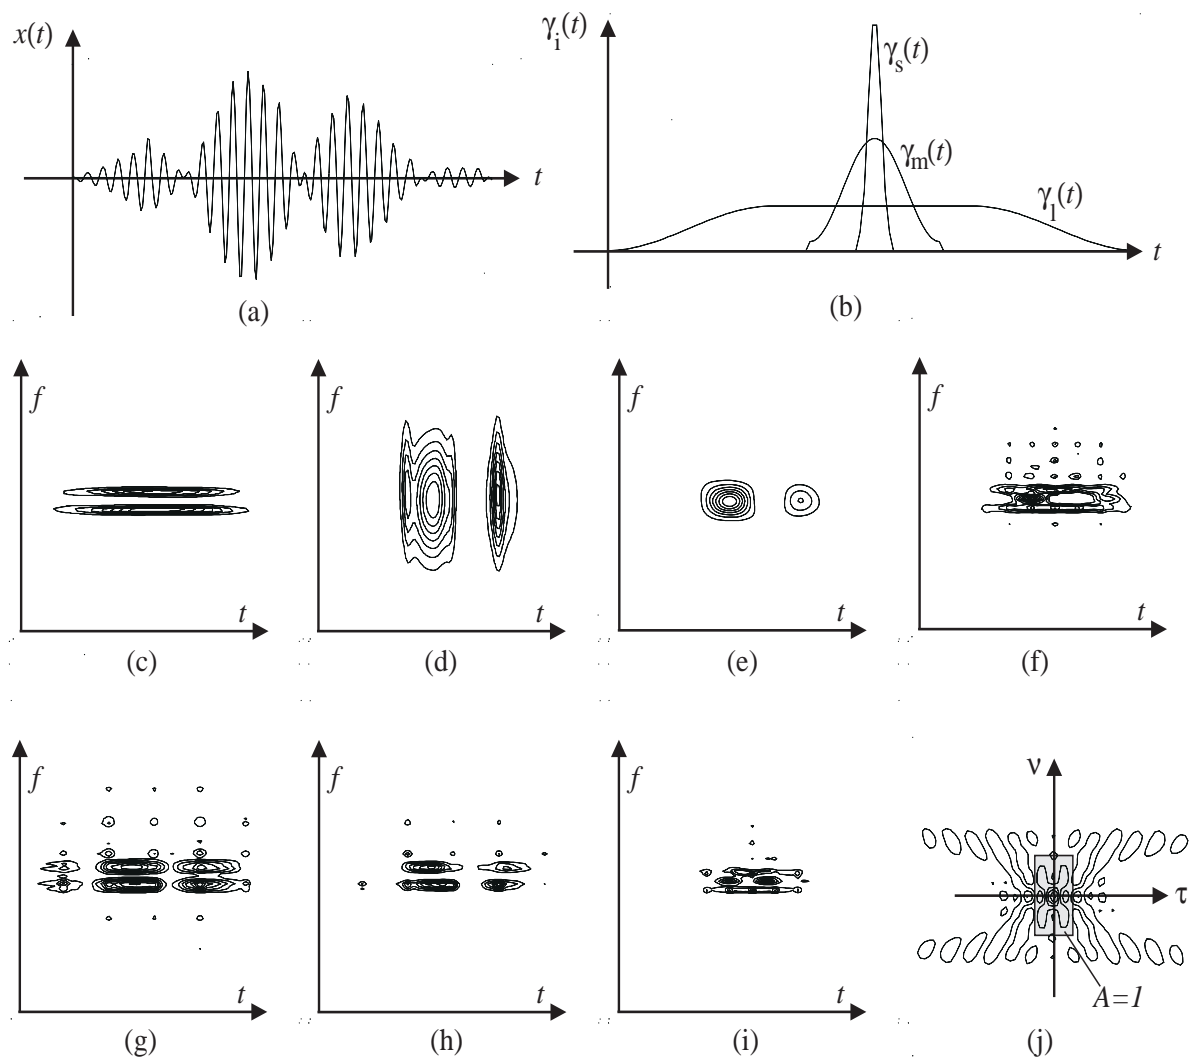 x(t)
t
(a)
γi(t)
γs(t)
γm(t)
γl(t)
t
(b)
f
t
(c)
f
t
(d)
f
t
(e)
f
t
(f)
f
t
(g)
f
t
(h)
f
t
(i)
ν
τ
A=1
(j)